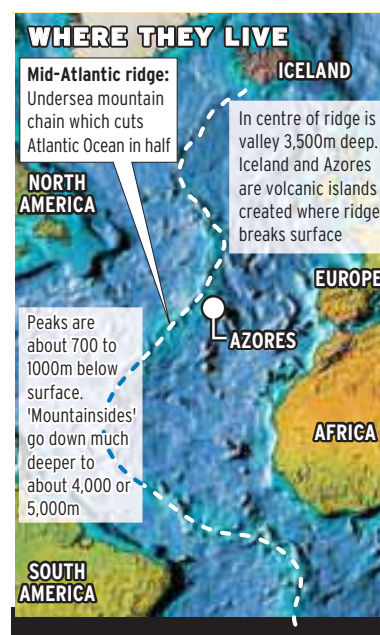 WHERE THEY LIVE
Mid-Atlantic ridge:
Undersea mountain
chain which cuts
Atlantic Ocean in half
ICELAND
In centre of ridge is
valley 3,500m deep.
Iceland and Azores
are volcanic islands
created where ridge
breaks surface
NORTH
AMERICA
EUROPE
AZORES
Peaks are
about 700 to
1000m below
surface.
'Mountainsides'
go down much
deeper to
about 4,000 or
5,000m
AFRICA
SOUTH
AMERICA